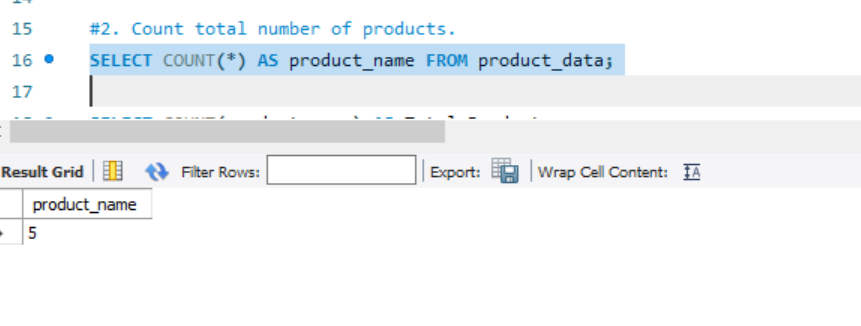 15 #2. Count total number of products.
16 SELECT COUNT(*) AS product_name FROM product_data;
17
Result Grid Filter Rows: Export: Wrap Cell Content:
product_name
5